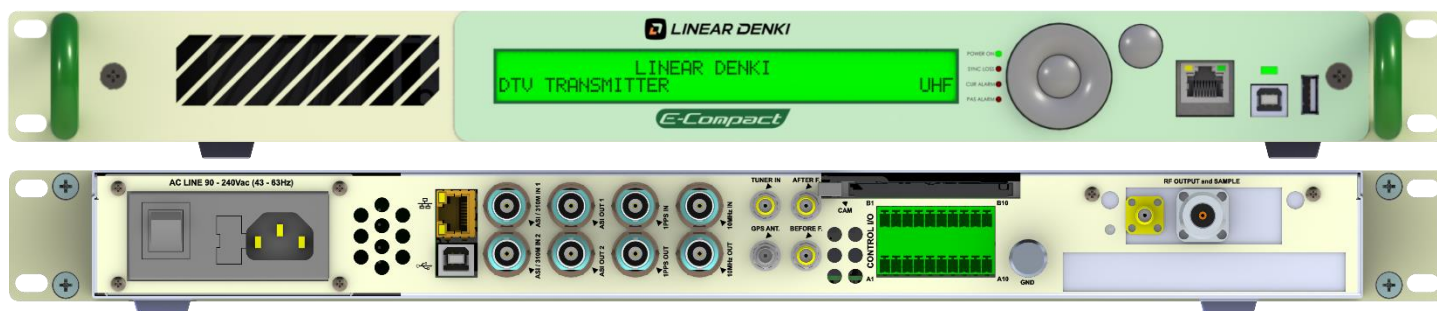 LINEAR DENKI
LINEAR DENKI
DTV TRANSMITTER UHF
E-Compact
POWER ON
SYNC LOSS
CUR ALARM
PAS ALARM
AC LINE 90 - 240Vac (43 - 63Hz)
ASI / 310M IN 1
ASI OUT 1
1PPS IN
10MHz IN
ASI / 310M IN 2
ASI OUT 2
1PPS OUT
10MHz OUT
TUNER IN
AFTER F.
GPS ANT.
BEFORE F.
CAM
B1
B10
CONTROL I/O
A1
A10
GND
RF OUTPUT and SAMPLE